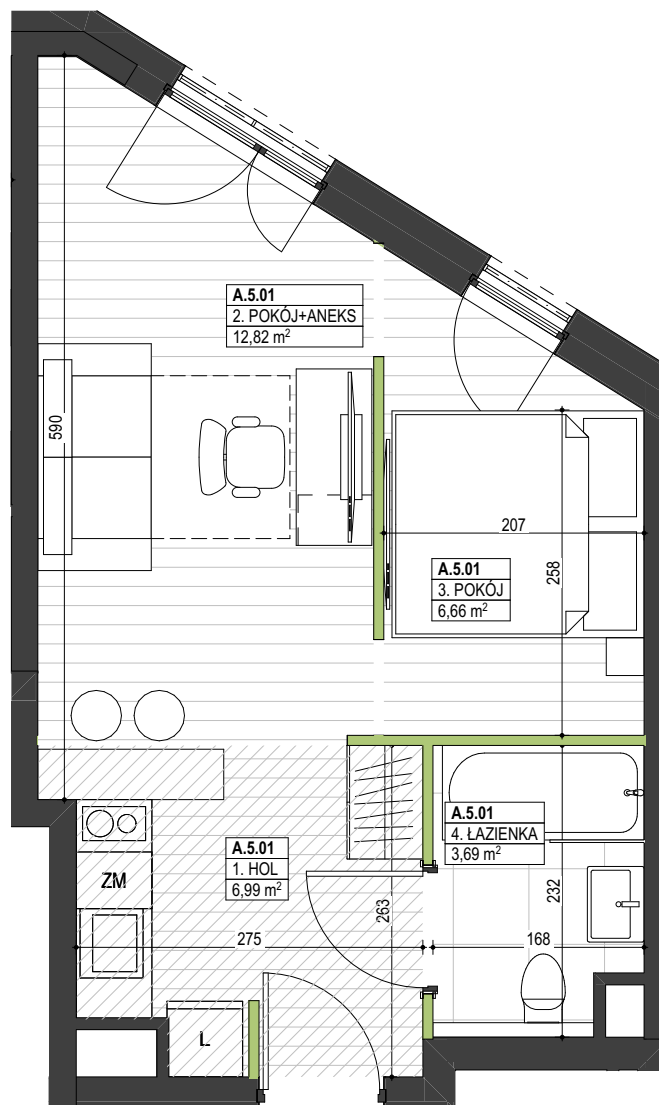 A.5.01
2. POKÓJ+ANEKS
12,82 m²
590
207
A.5.01
3. POKÓJ
6,66 m²
258
A.5.01
4. ŁAZIENKA
3,69 m²
A.5.01
1. HOL
6,99 m²
ZM
232
263
275
168
L